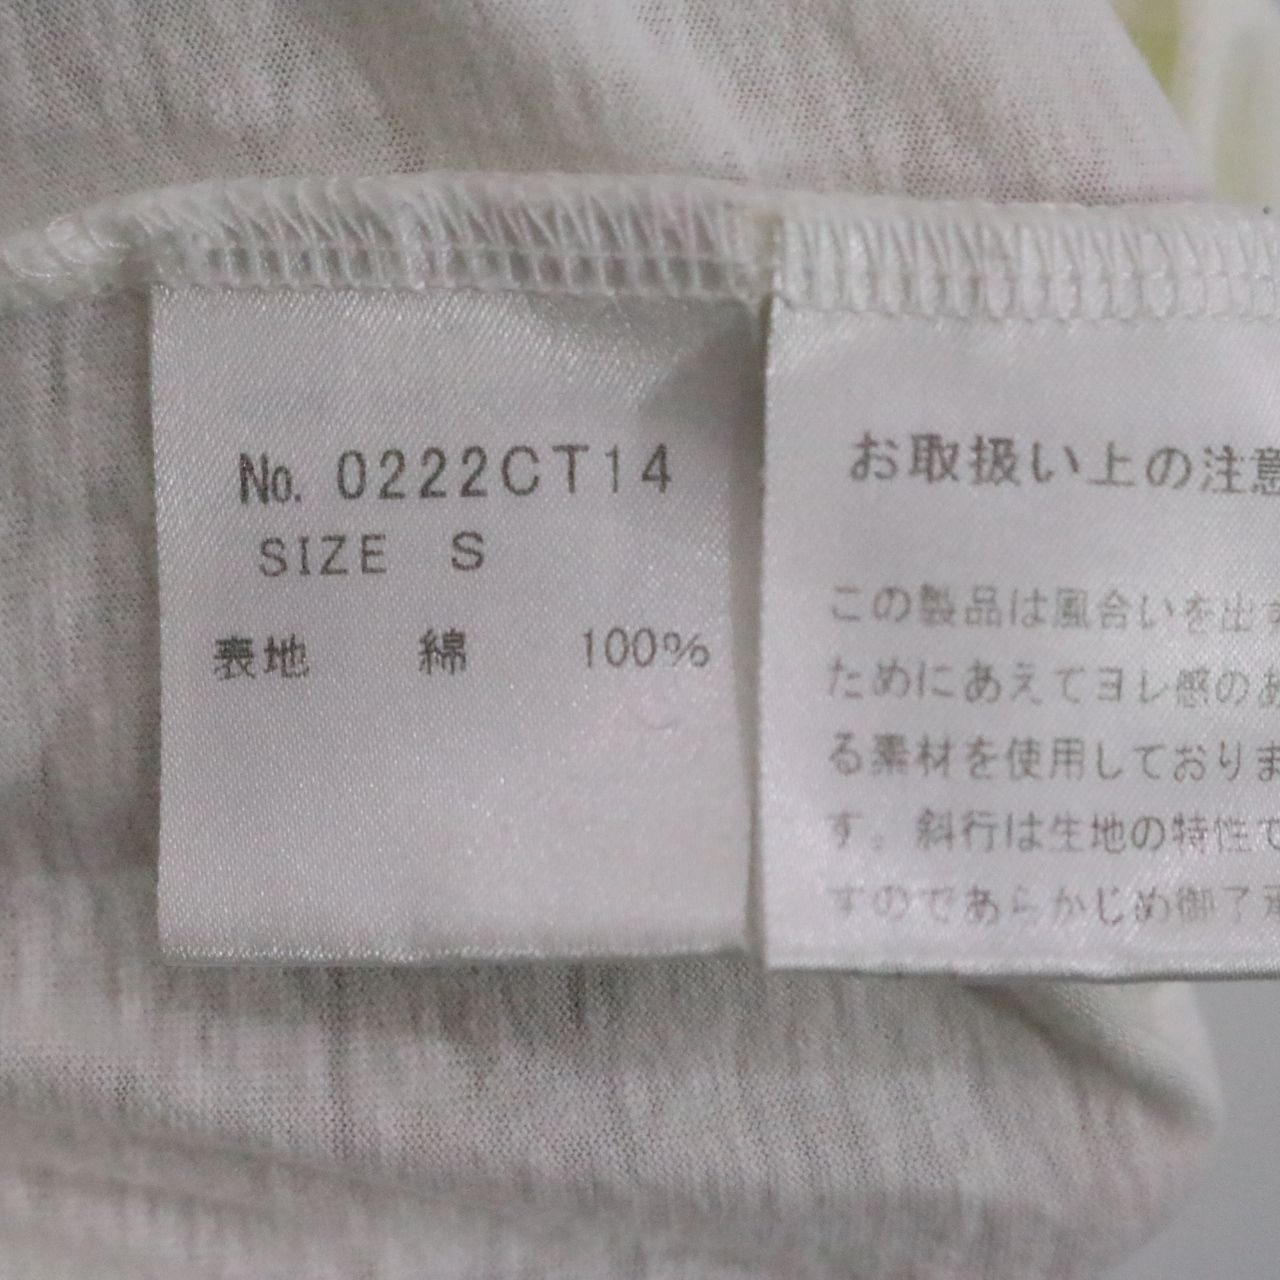 No. 0222CT14
SIZE S
表地 綿 100%
お取扱い上の注意
この製品は風合いを出す
ためにあえてヨレ感のあ
る素材を使用しておりま
す。斜行は生地の特性で
すのであらかじめ御了承